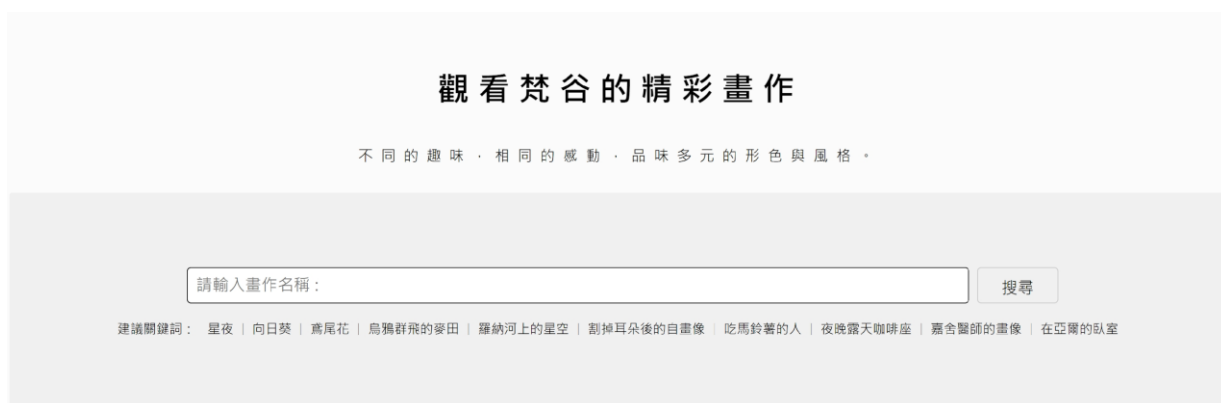 觀看梵谷的精彩畫作
不同的趣味．相同的感動．品味多元的形色與風格。
請輸入畫作名稱：
搜尋
建議關鍵詞： 星夜 | 向日葵 | 鳶尾花 | 烏鴉群飛的麥田 | 羅納河上的星空 | 割掉耳朵後的自畫像 | 吃馬鈴薯的人 | 夜晚露天咖啡座 | 嘉舍醫師的畫像 | 在亞爾的臥室